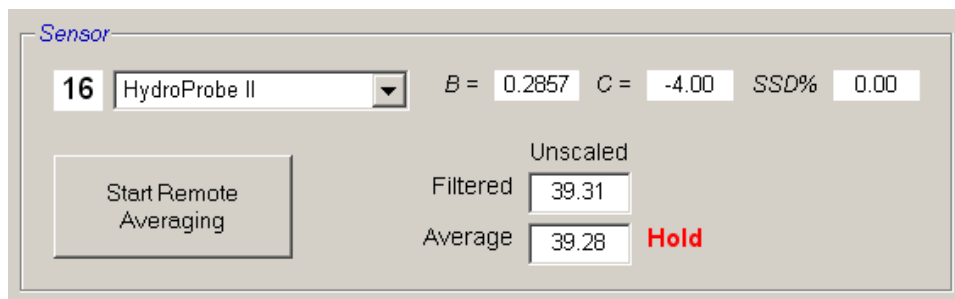 Sensor
16 HydroProbe II B = 0.2857 C = -4.00 SSD% 0.00
Unscaled
Start Remote
Averaging
Filtered 39.31
Average 39.28 Hold